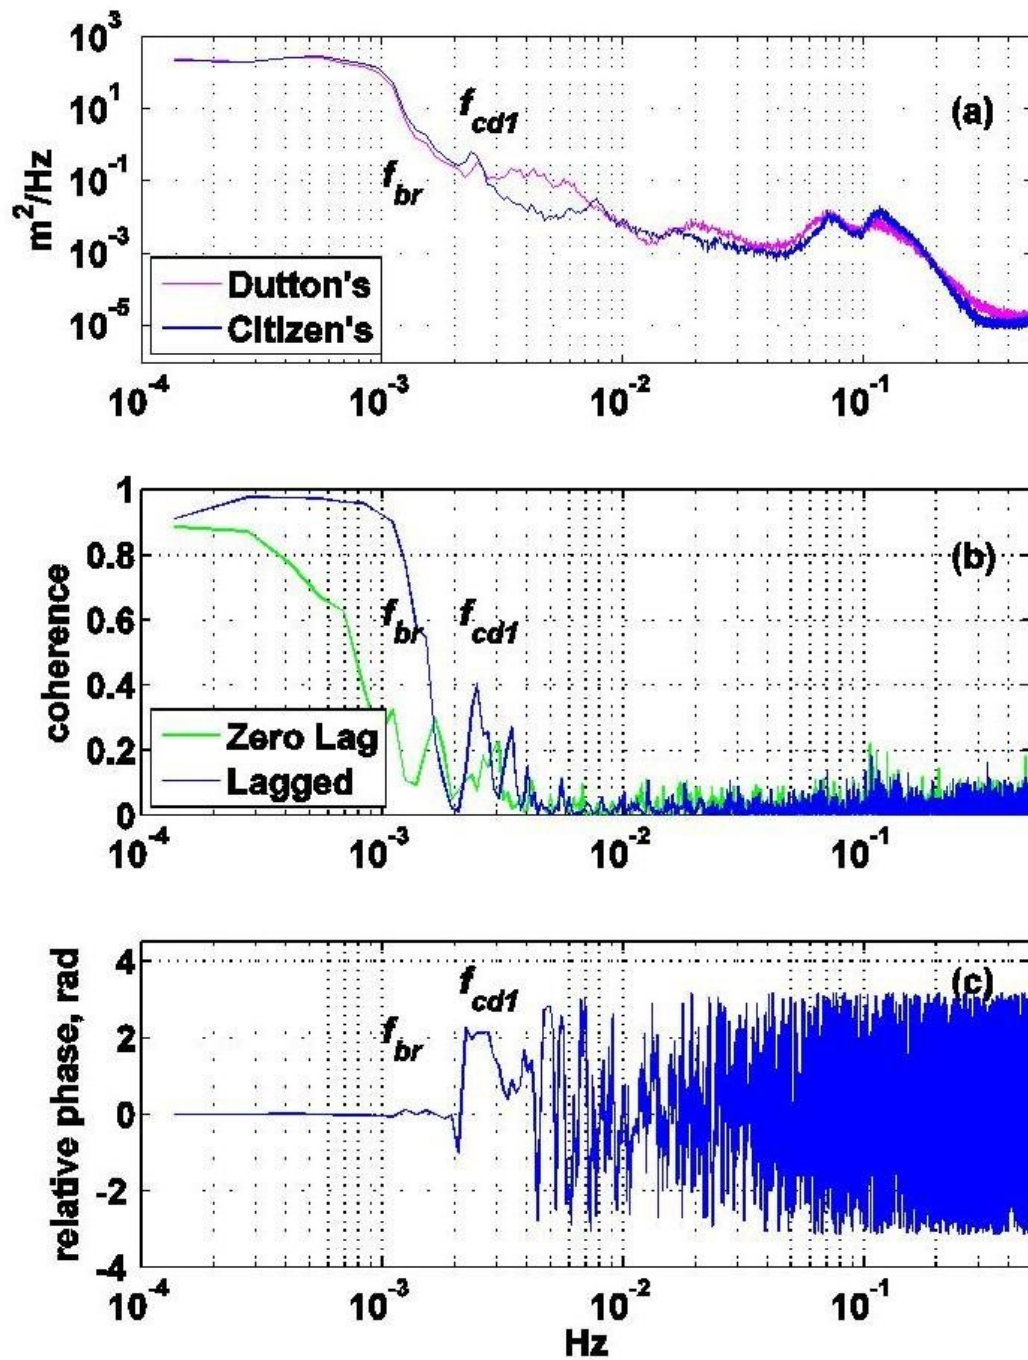 10^3
10^1
10^-1
10^-3
10^-5
m^2/Hz
f_cd1
f_br
(a)
Dutton's
Citizen's
10^-4 10^-3 10^-2 10^-1
1
0.8
0.6
0.4
0.2
0
coherence
(b)
f_br f_cd1
Zero Lag
Lagged
10^-4 10^-3 10^-2 10^-1
4
2
0
-2
-4
relative phase, rad
f_cd1
f_br
(c)
10^-4 10^-3 10^-2 10^-1
Hz